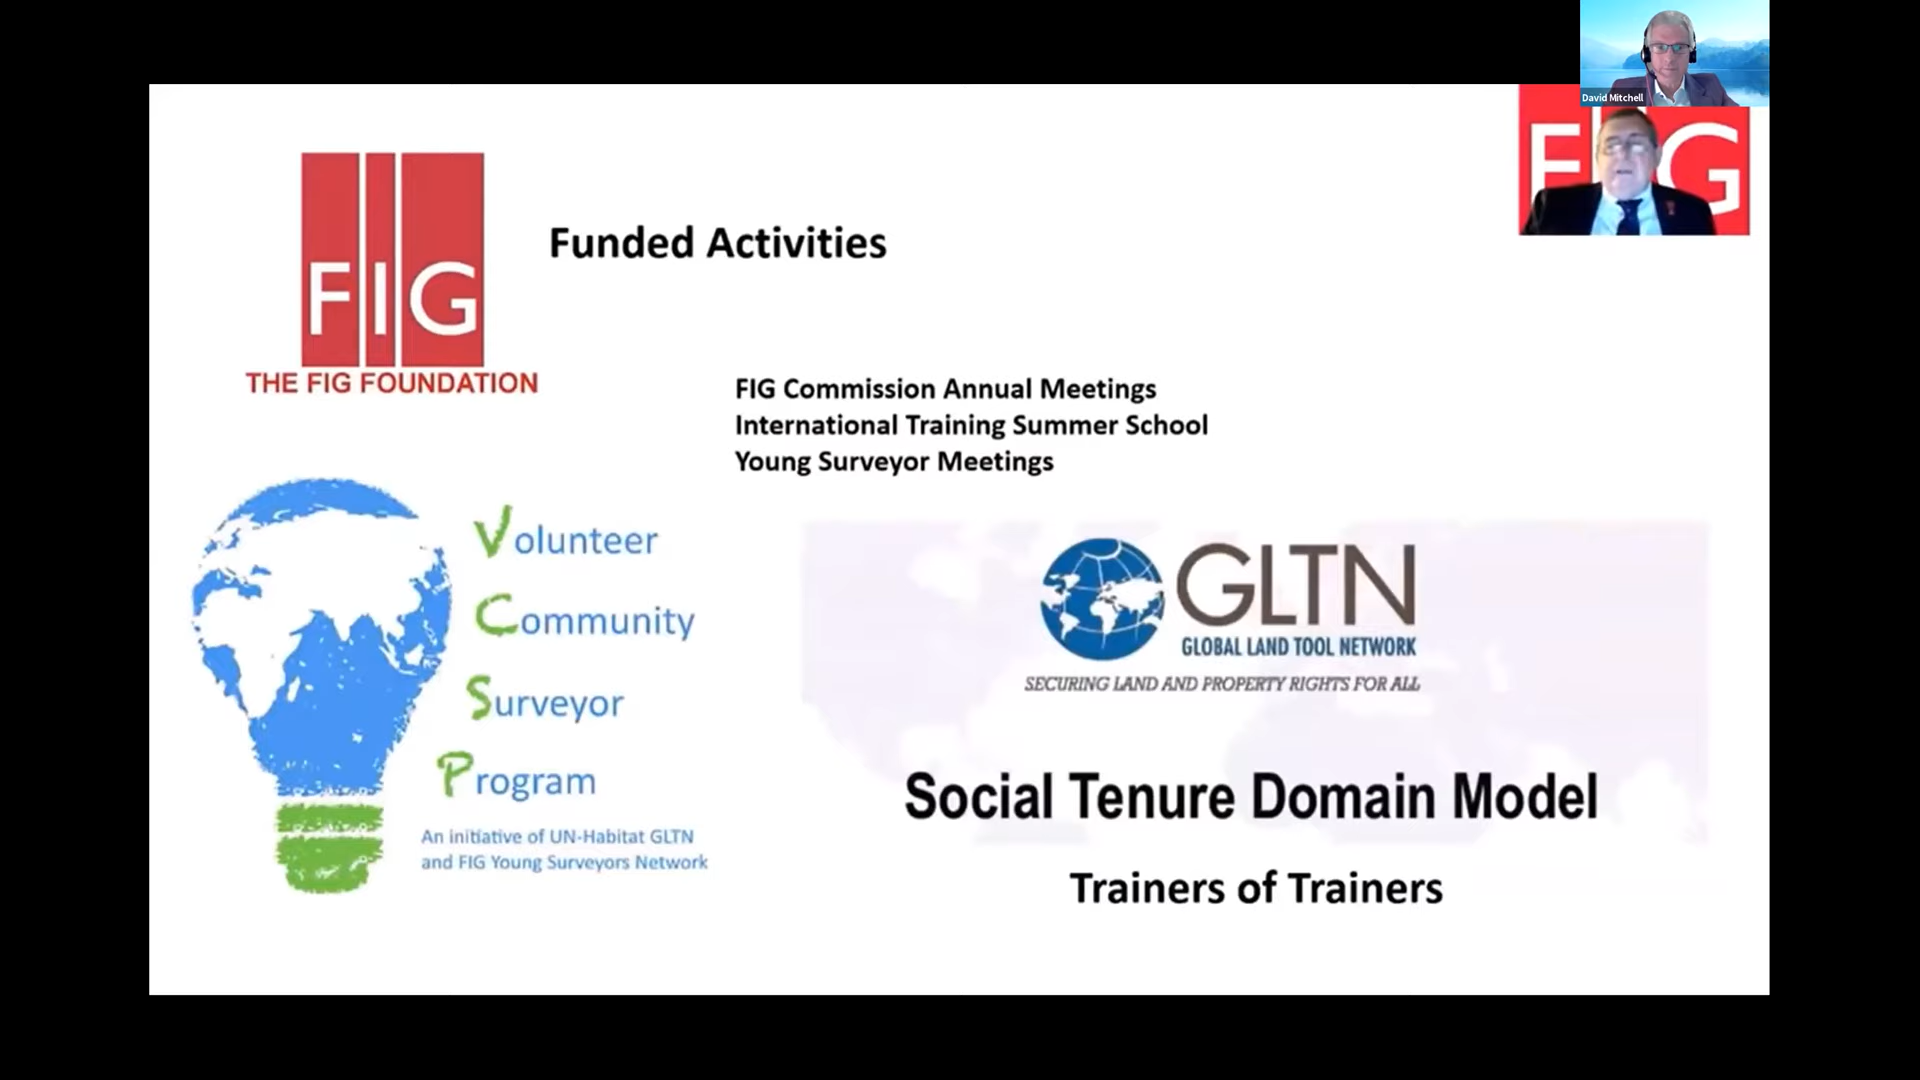 David Mitchell
FIG
FIG
THE FIG FOUNDATION
Funded Activities
FIG Commission Annual Meetings
International Training Summer School
Young Surveyor Meetings
Volunteer
Community
Surveyor
Program
An initiative of UN-Habitat GLTN
and FIG Young Surveyors Network
GLTN
GLOBAL LAND TOOL NETWORK
SECURING LAND AND PROPERTY RIGHTS FOR ALL
Social Tenure Domain Model
Trainers of Trainers